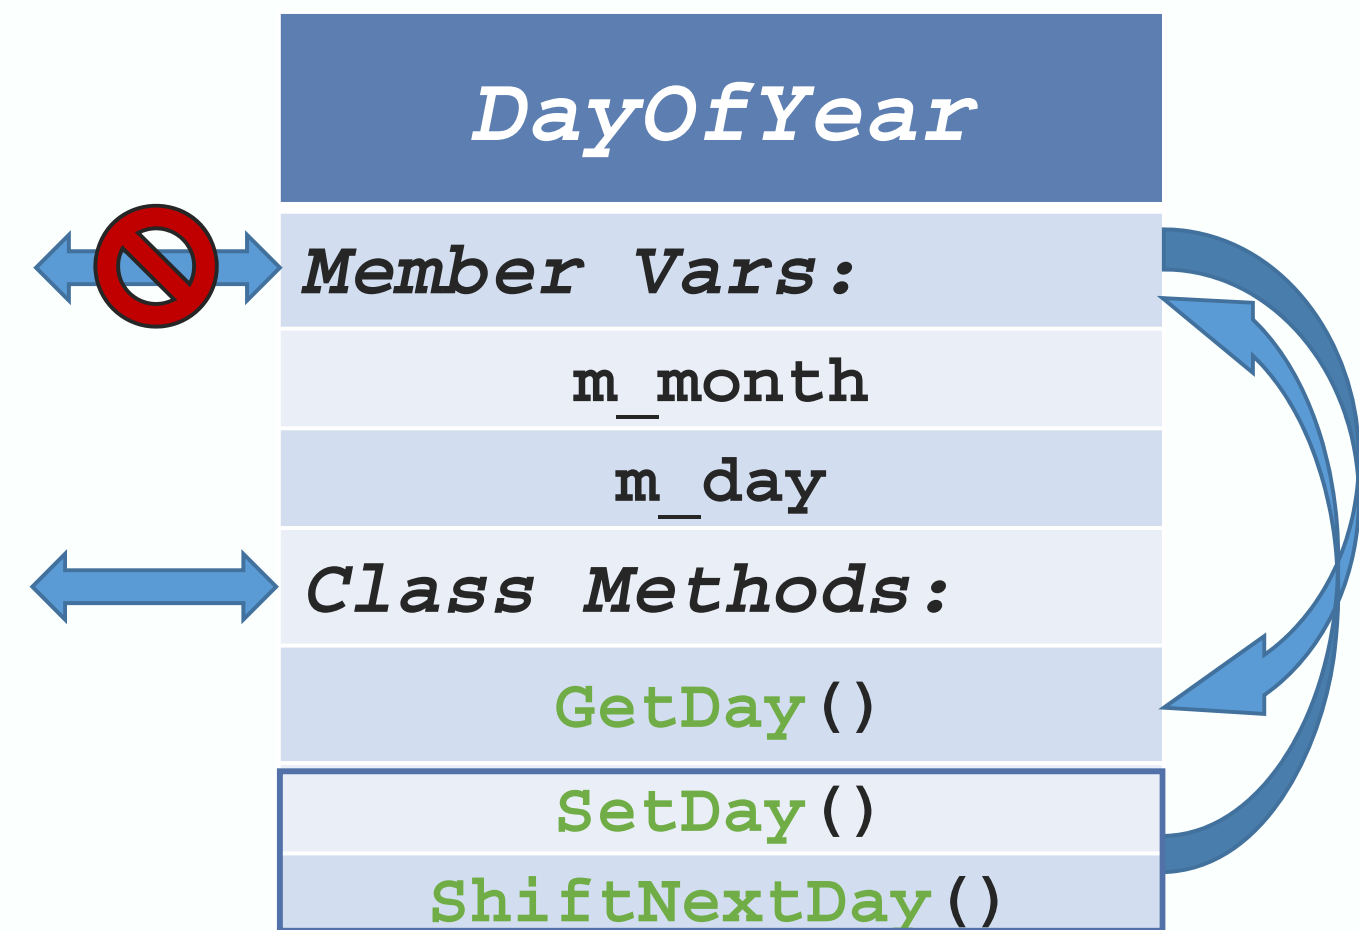 DayOfYear
Member Vars:
m_month
m_day
Class Methods:
GetDay()
SetDay()
ShiftNextDay()